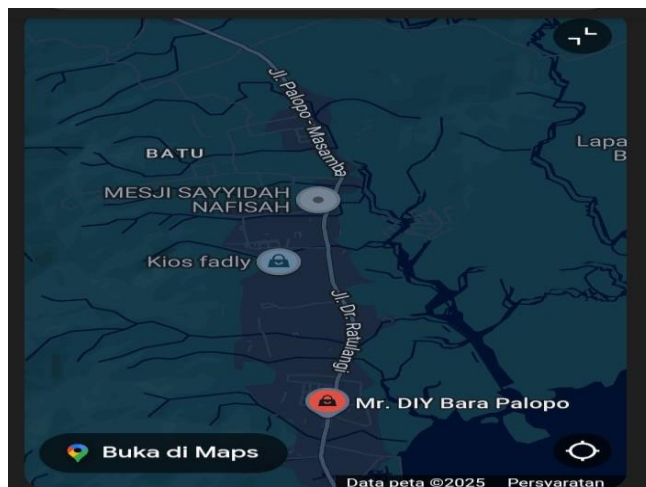 Jl. Palopo - Masamba
BATU
Lapa
B
MESJI SAYYIDAH
NAFISAH
Kios fadly
Jl. Dr. Ratulangi
Mr. DIY Bara Palopo
Buka di Maps
Data peta ©2025 Persyaratan